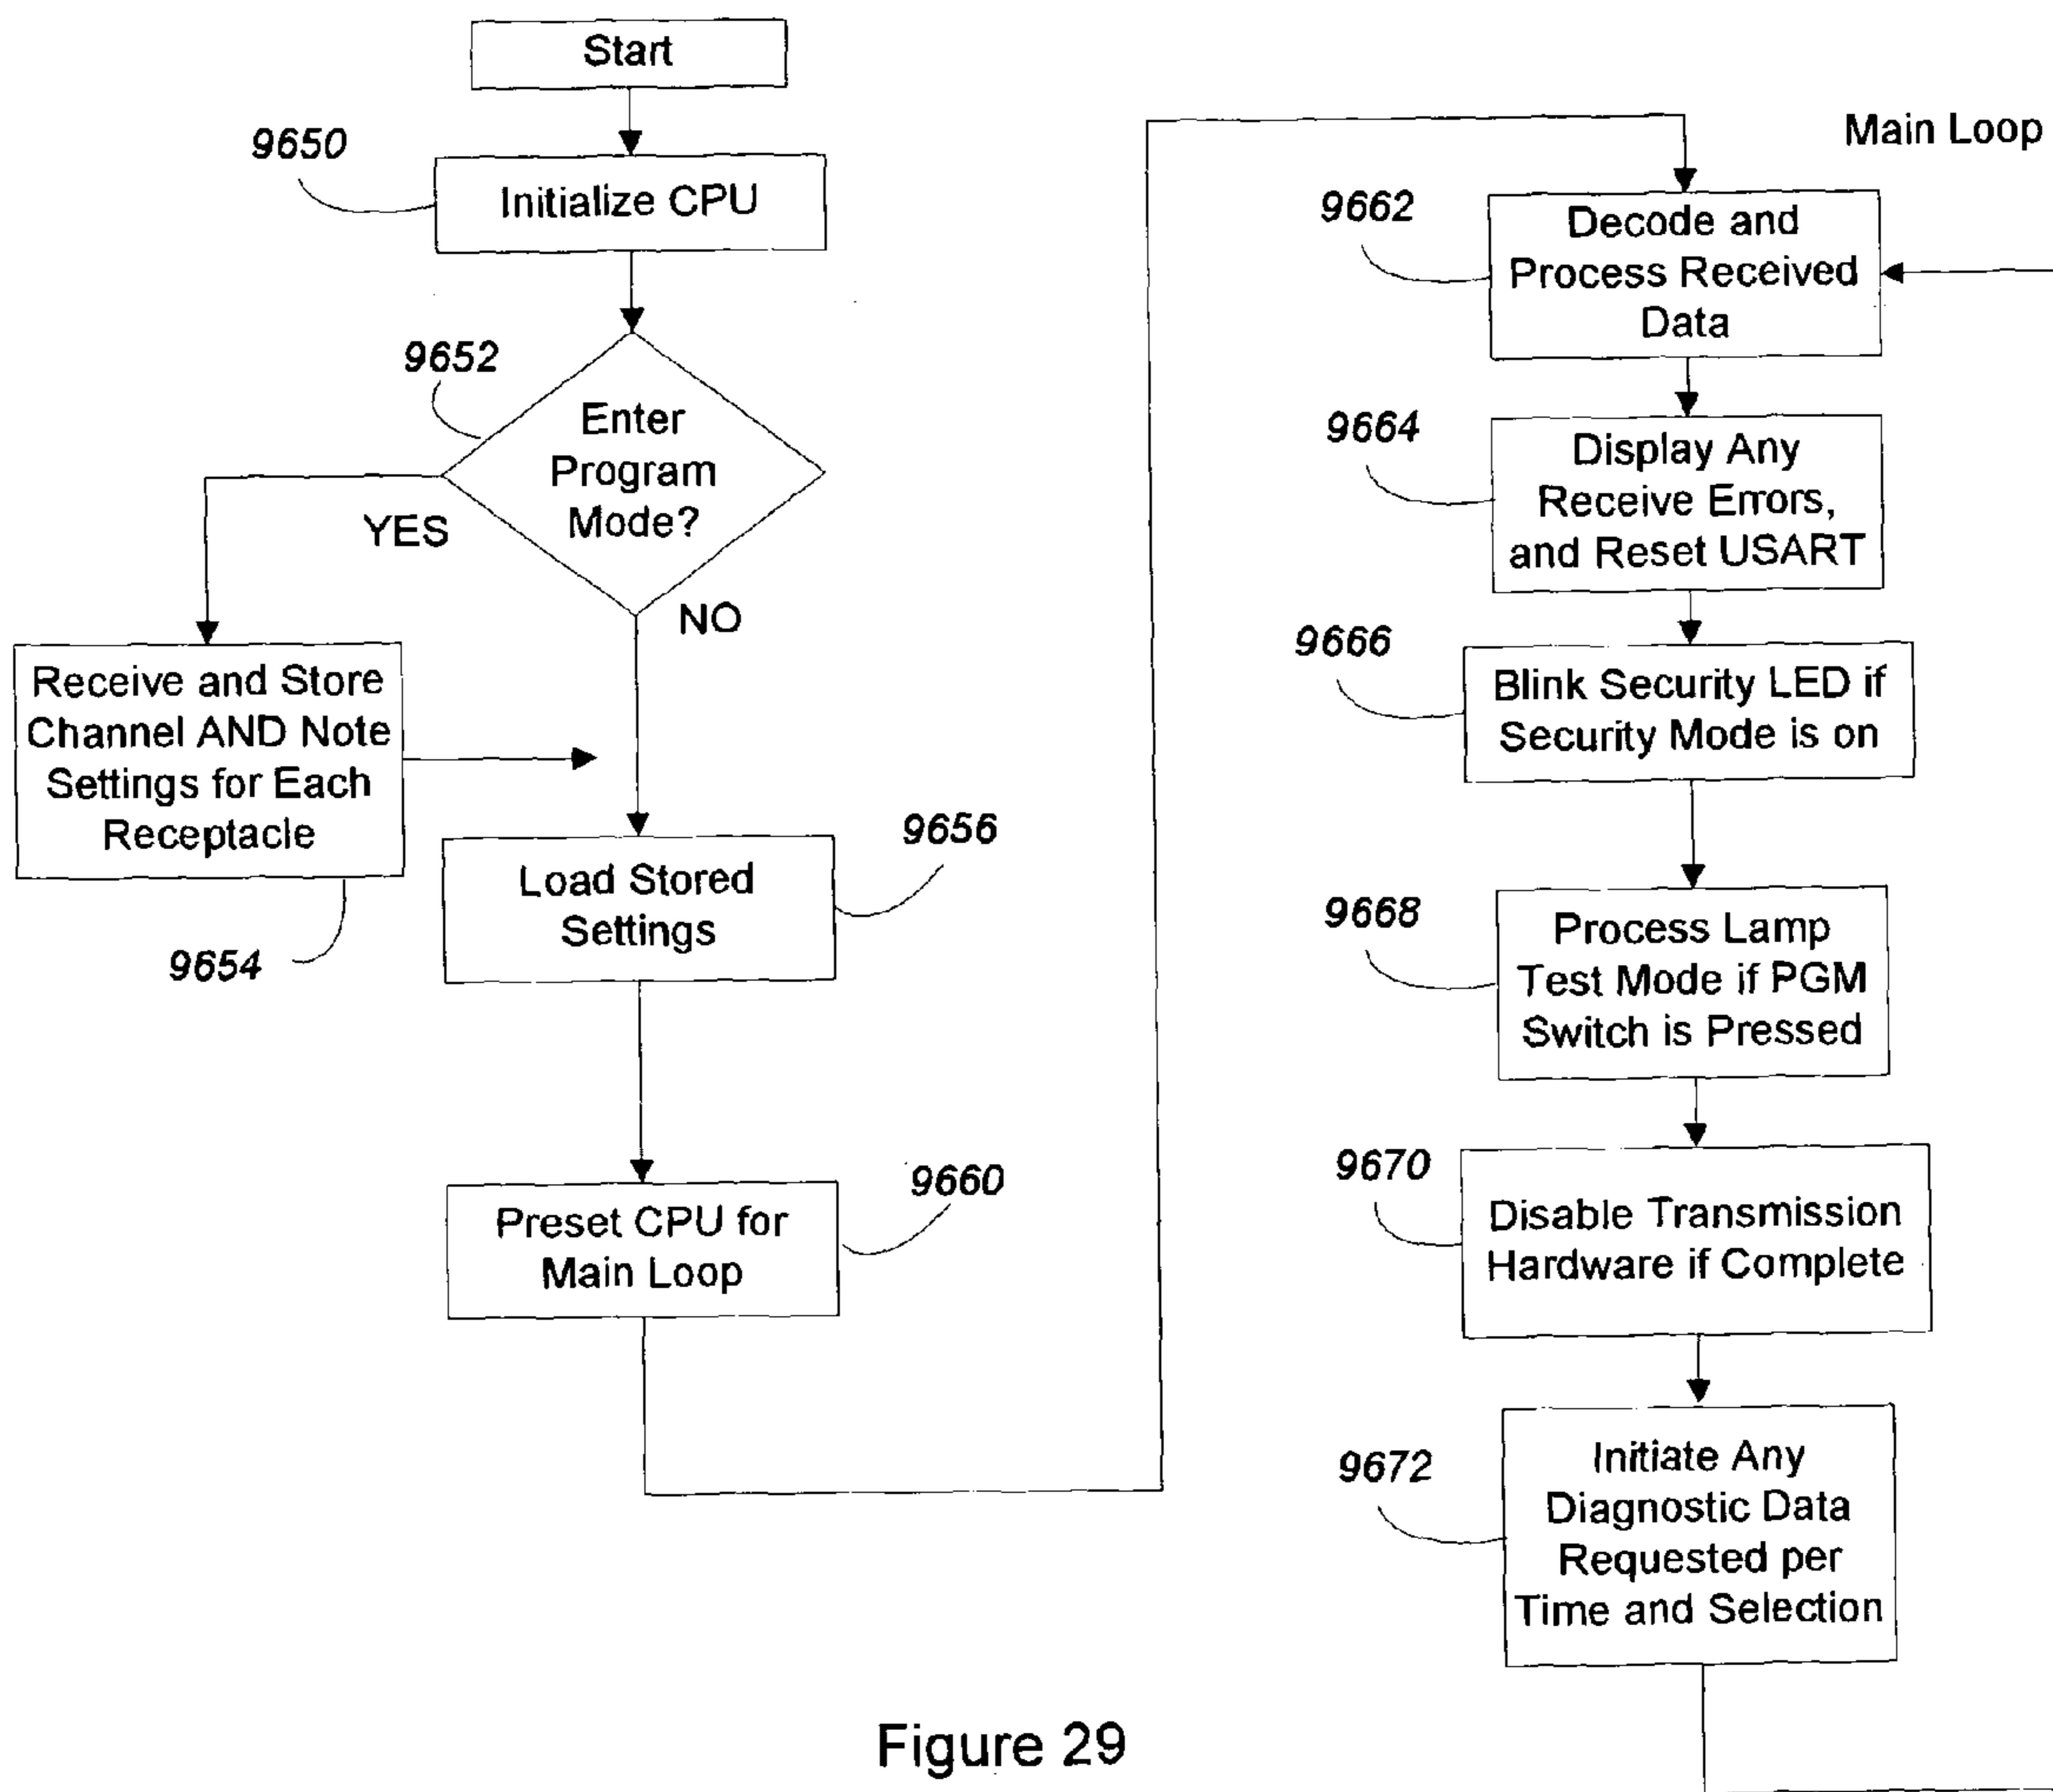 Start
9650
Initialize CPU
9652
Enter
Program
Mode?
YES
NO
Receive and Store
Channel AND Note
Settings for Each
Receptacle
9654
9656
Load Stored
Settings
9660
Preset CPU for
Main Loop
Main Loop
9662
Decode and
Process Received
Data
9664
Display Any
Receive Errors,
and Reset USART
9666
Blink Security LED if
Security Mode is on
9668
Process Lamp
Test Mode if PGM
Switch is Pressed
9670
Disable Transmission
Hardware if Complete
9672
Initiate Any
Diagnostic Data
Requested per
Time and Selection
Figure 29